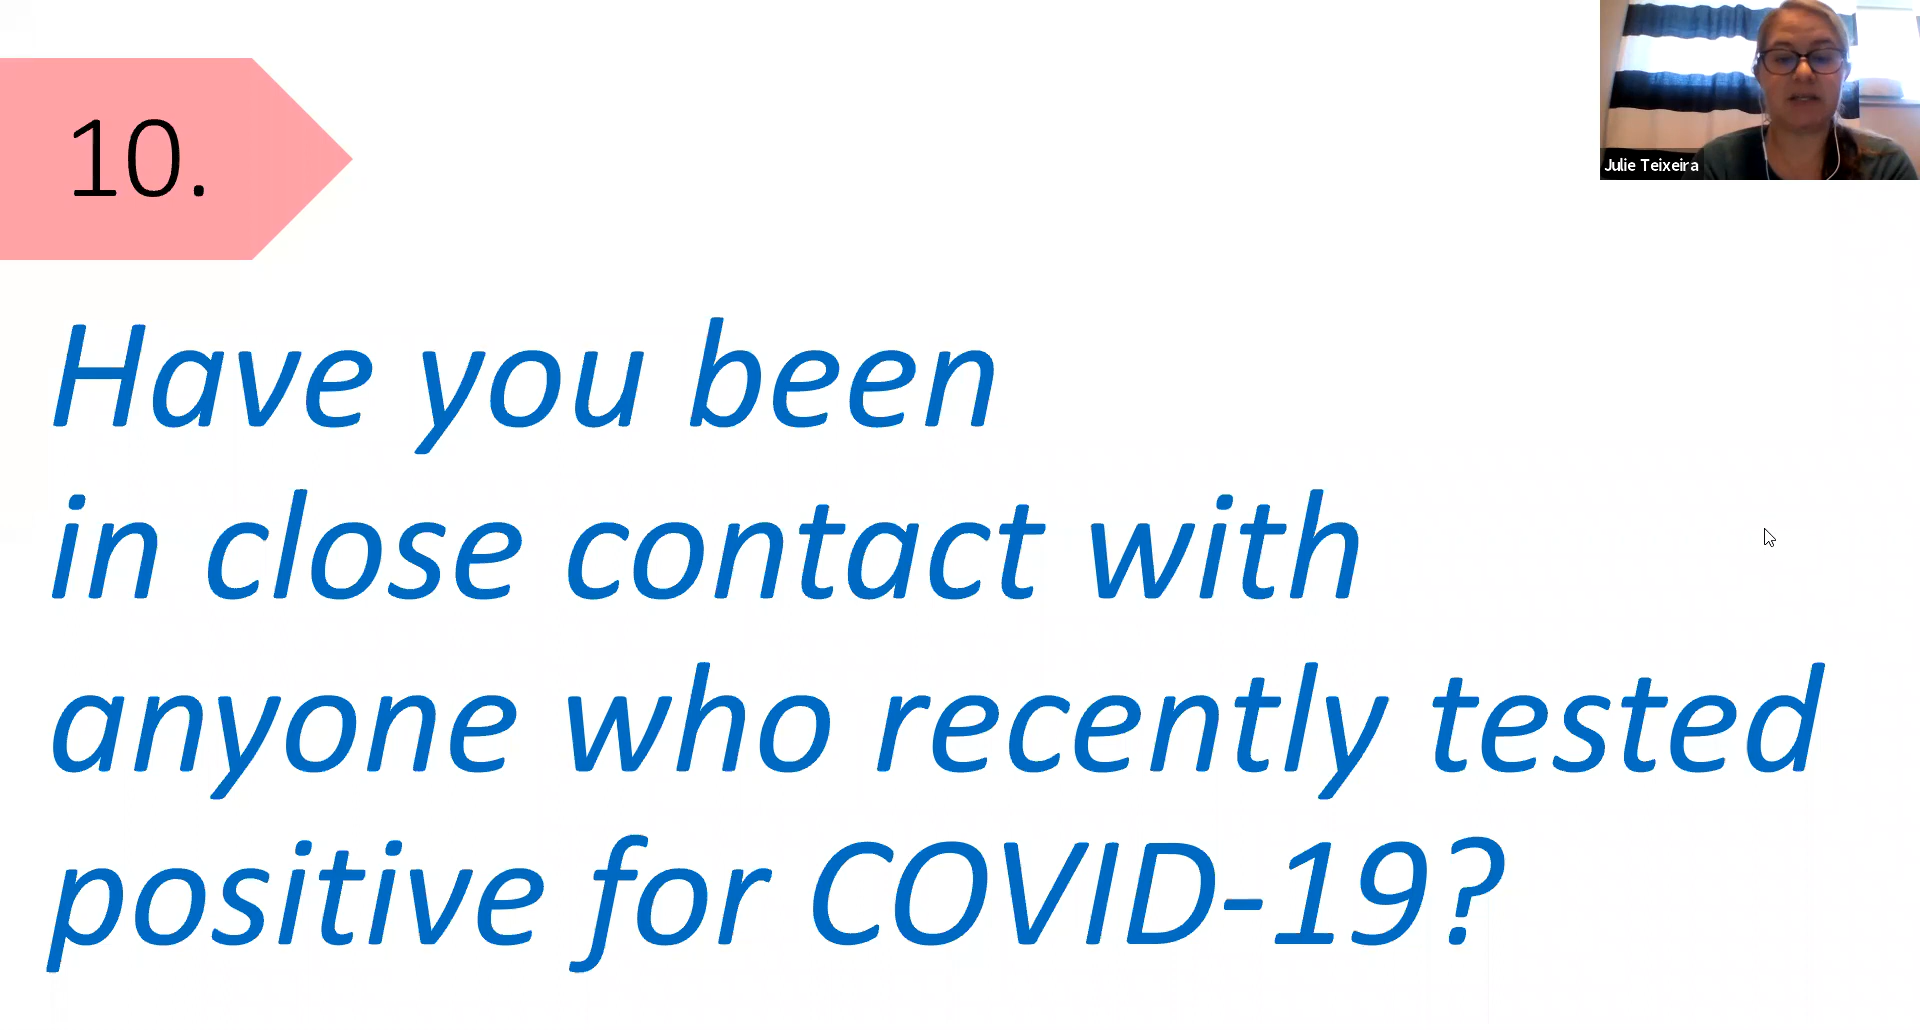 10.
Julie Teixeira
Have you been
in close contact with
anyone who recently tested
positive for COVID-19?